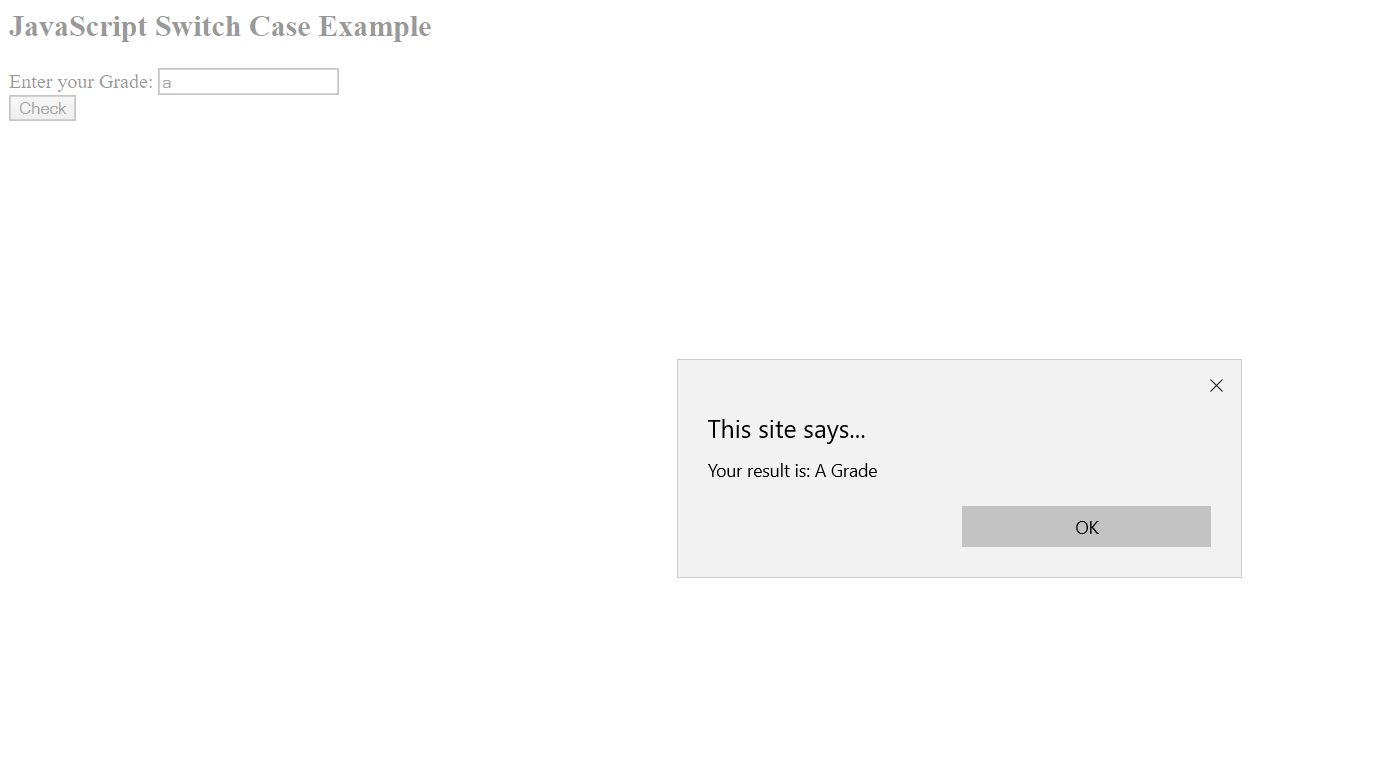 JavaScript Switch Case Example
Enter your Grade: a
Check
This site says...
Your result is: A Grade
OK